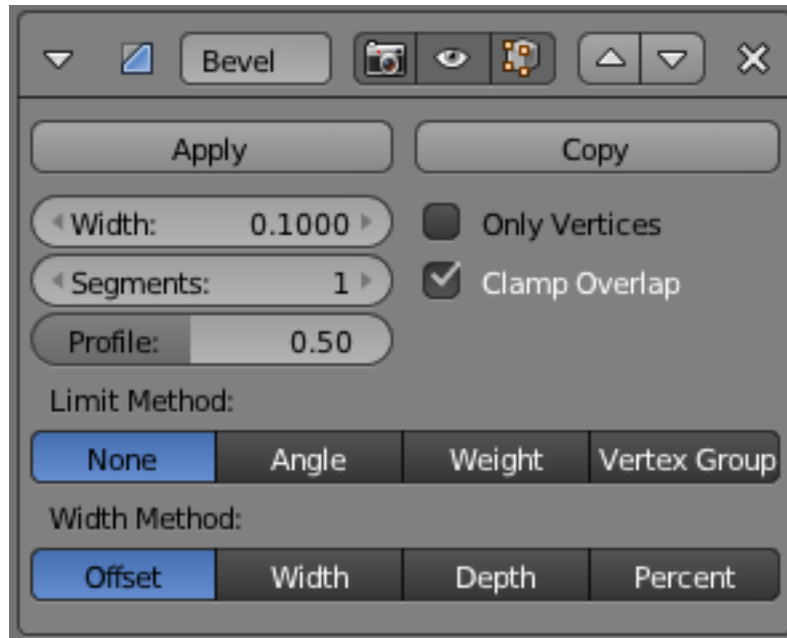 Bevel
Apply Copy
Width: 0.1000 Only Vertices
Segments: 1 Clamp Overlap
Profile: 0.50
Limit Method:
None Angle Weight Vertex Group
Width Method:
Offset Width Depth Percent